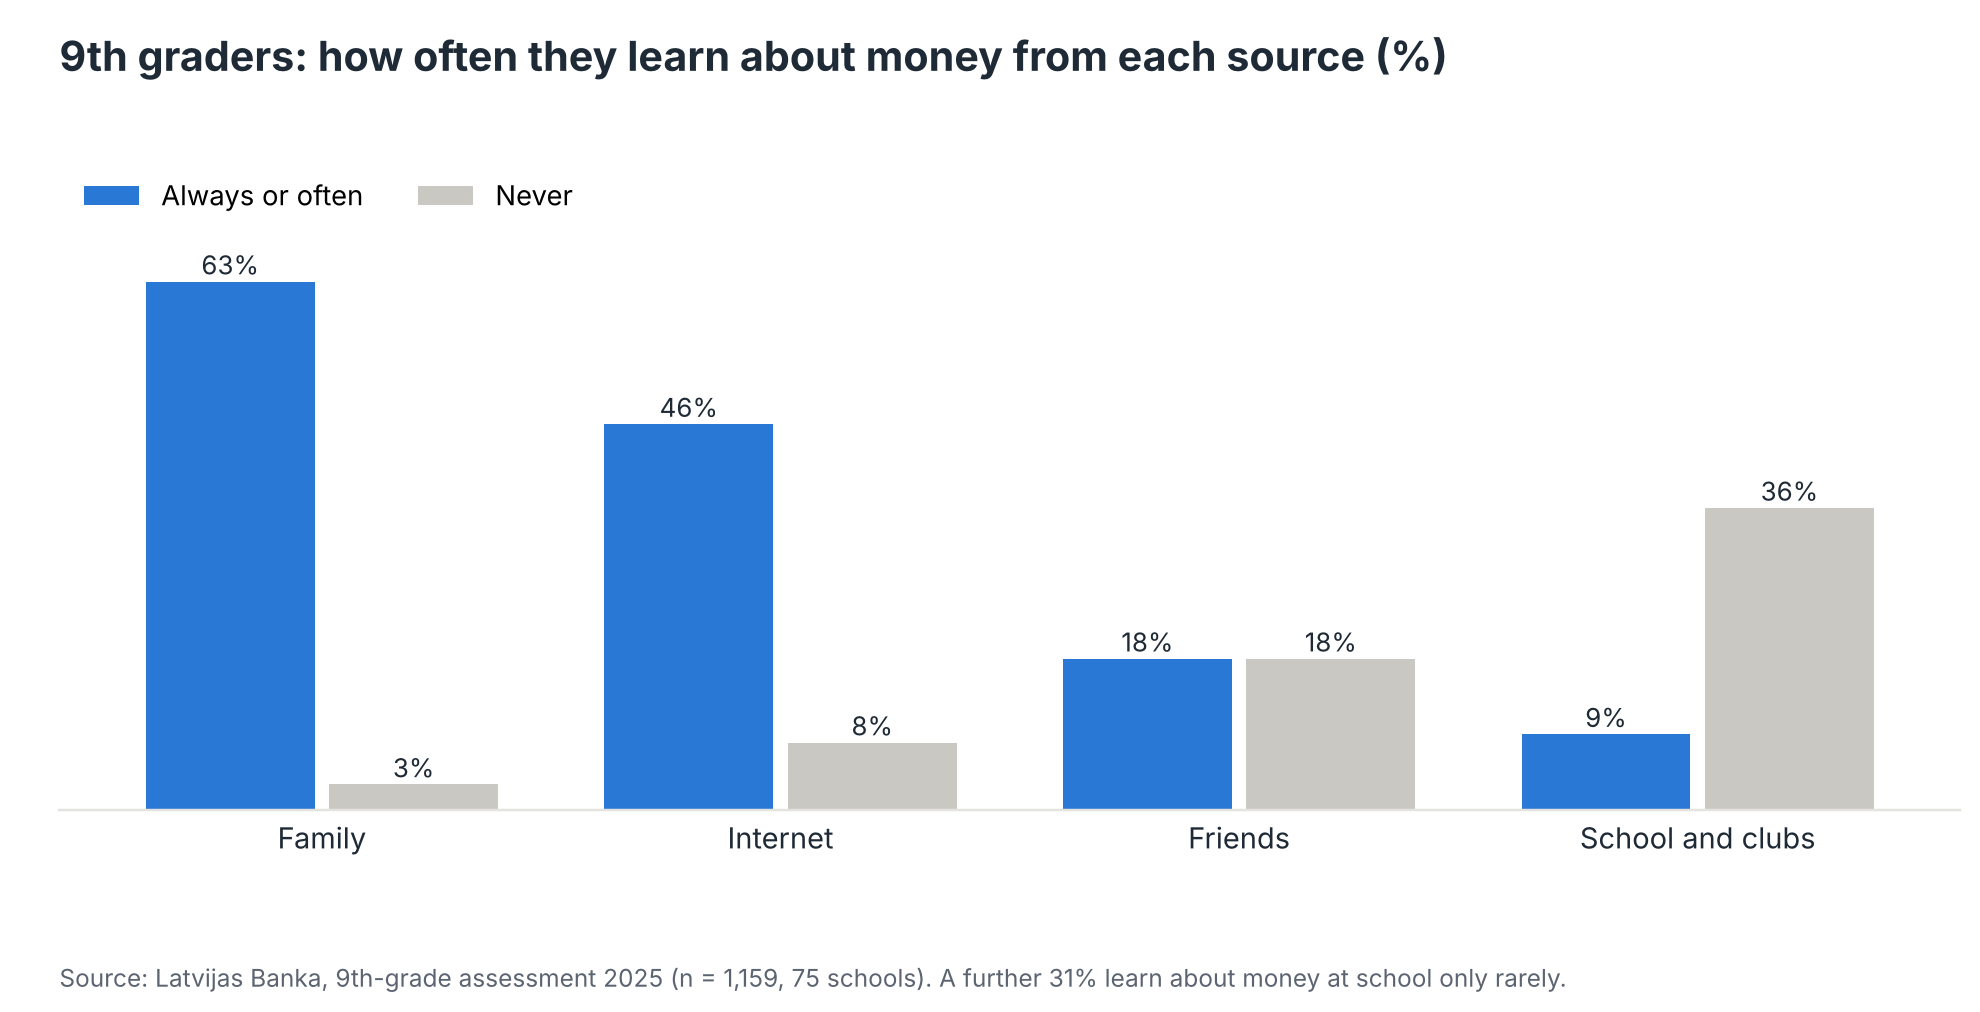 9th graders: how often they learn about money from each source (%)
Always or often Never
63%
46%
36%
18% 18%
9%
8%
3%
Family Internet Friends School and clubs
Source: Latvijas Banka, 9th-grade assessment 2025 (n = 1,159, 75 schools). A further 31% learn about money at school only rarely.